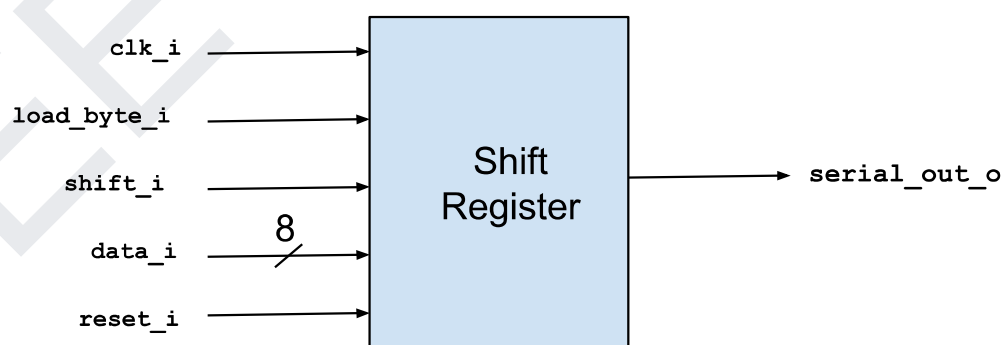 clk_i
load_byte_i
shift_i
8
data_i
reset_i
Shift
Register
serial_out_o